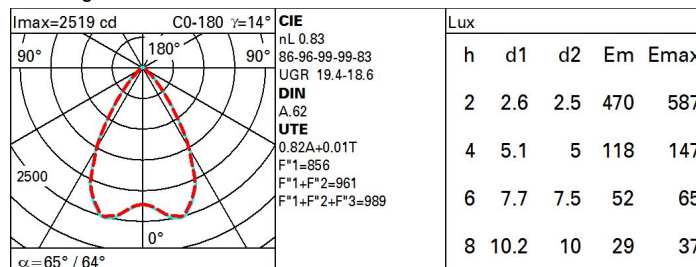 Imax=2519 cd C0-180 γ=14°
90° 180° 90°
2500
0°
α=65° / 64°
CIE
nL 0.83
86-96-99-99-83
UGR 19.4-18.6
DIN
A.62
UTE
0.82A+0.01T
F"1=856
F"1+F"2=961
F"1+F"2+F"3=989
Lux
h d1 d2 Em Emax
2 2.6 2.5 470 587
4 5.1 5 118 147
6 7.7 7.5 52 65
8 10.2 10 29 37